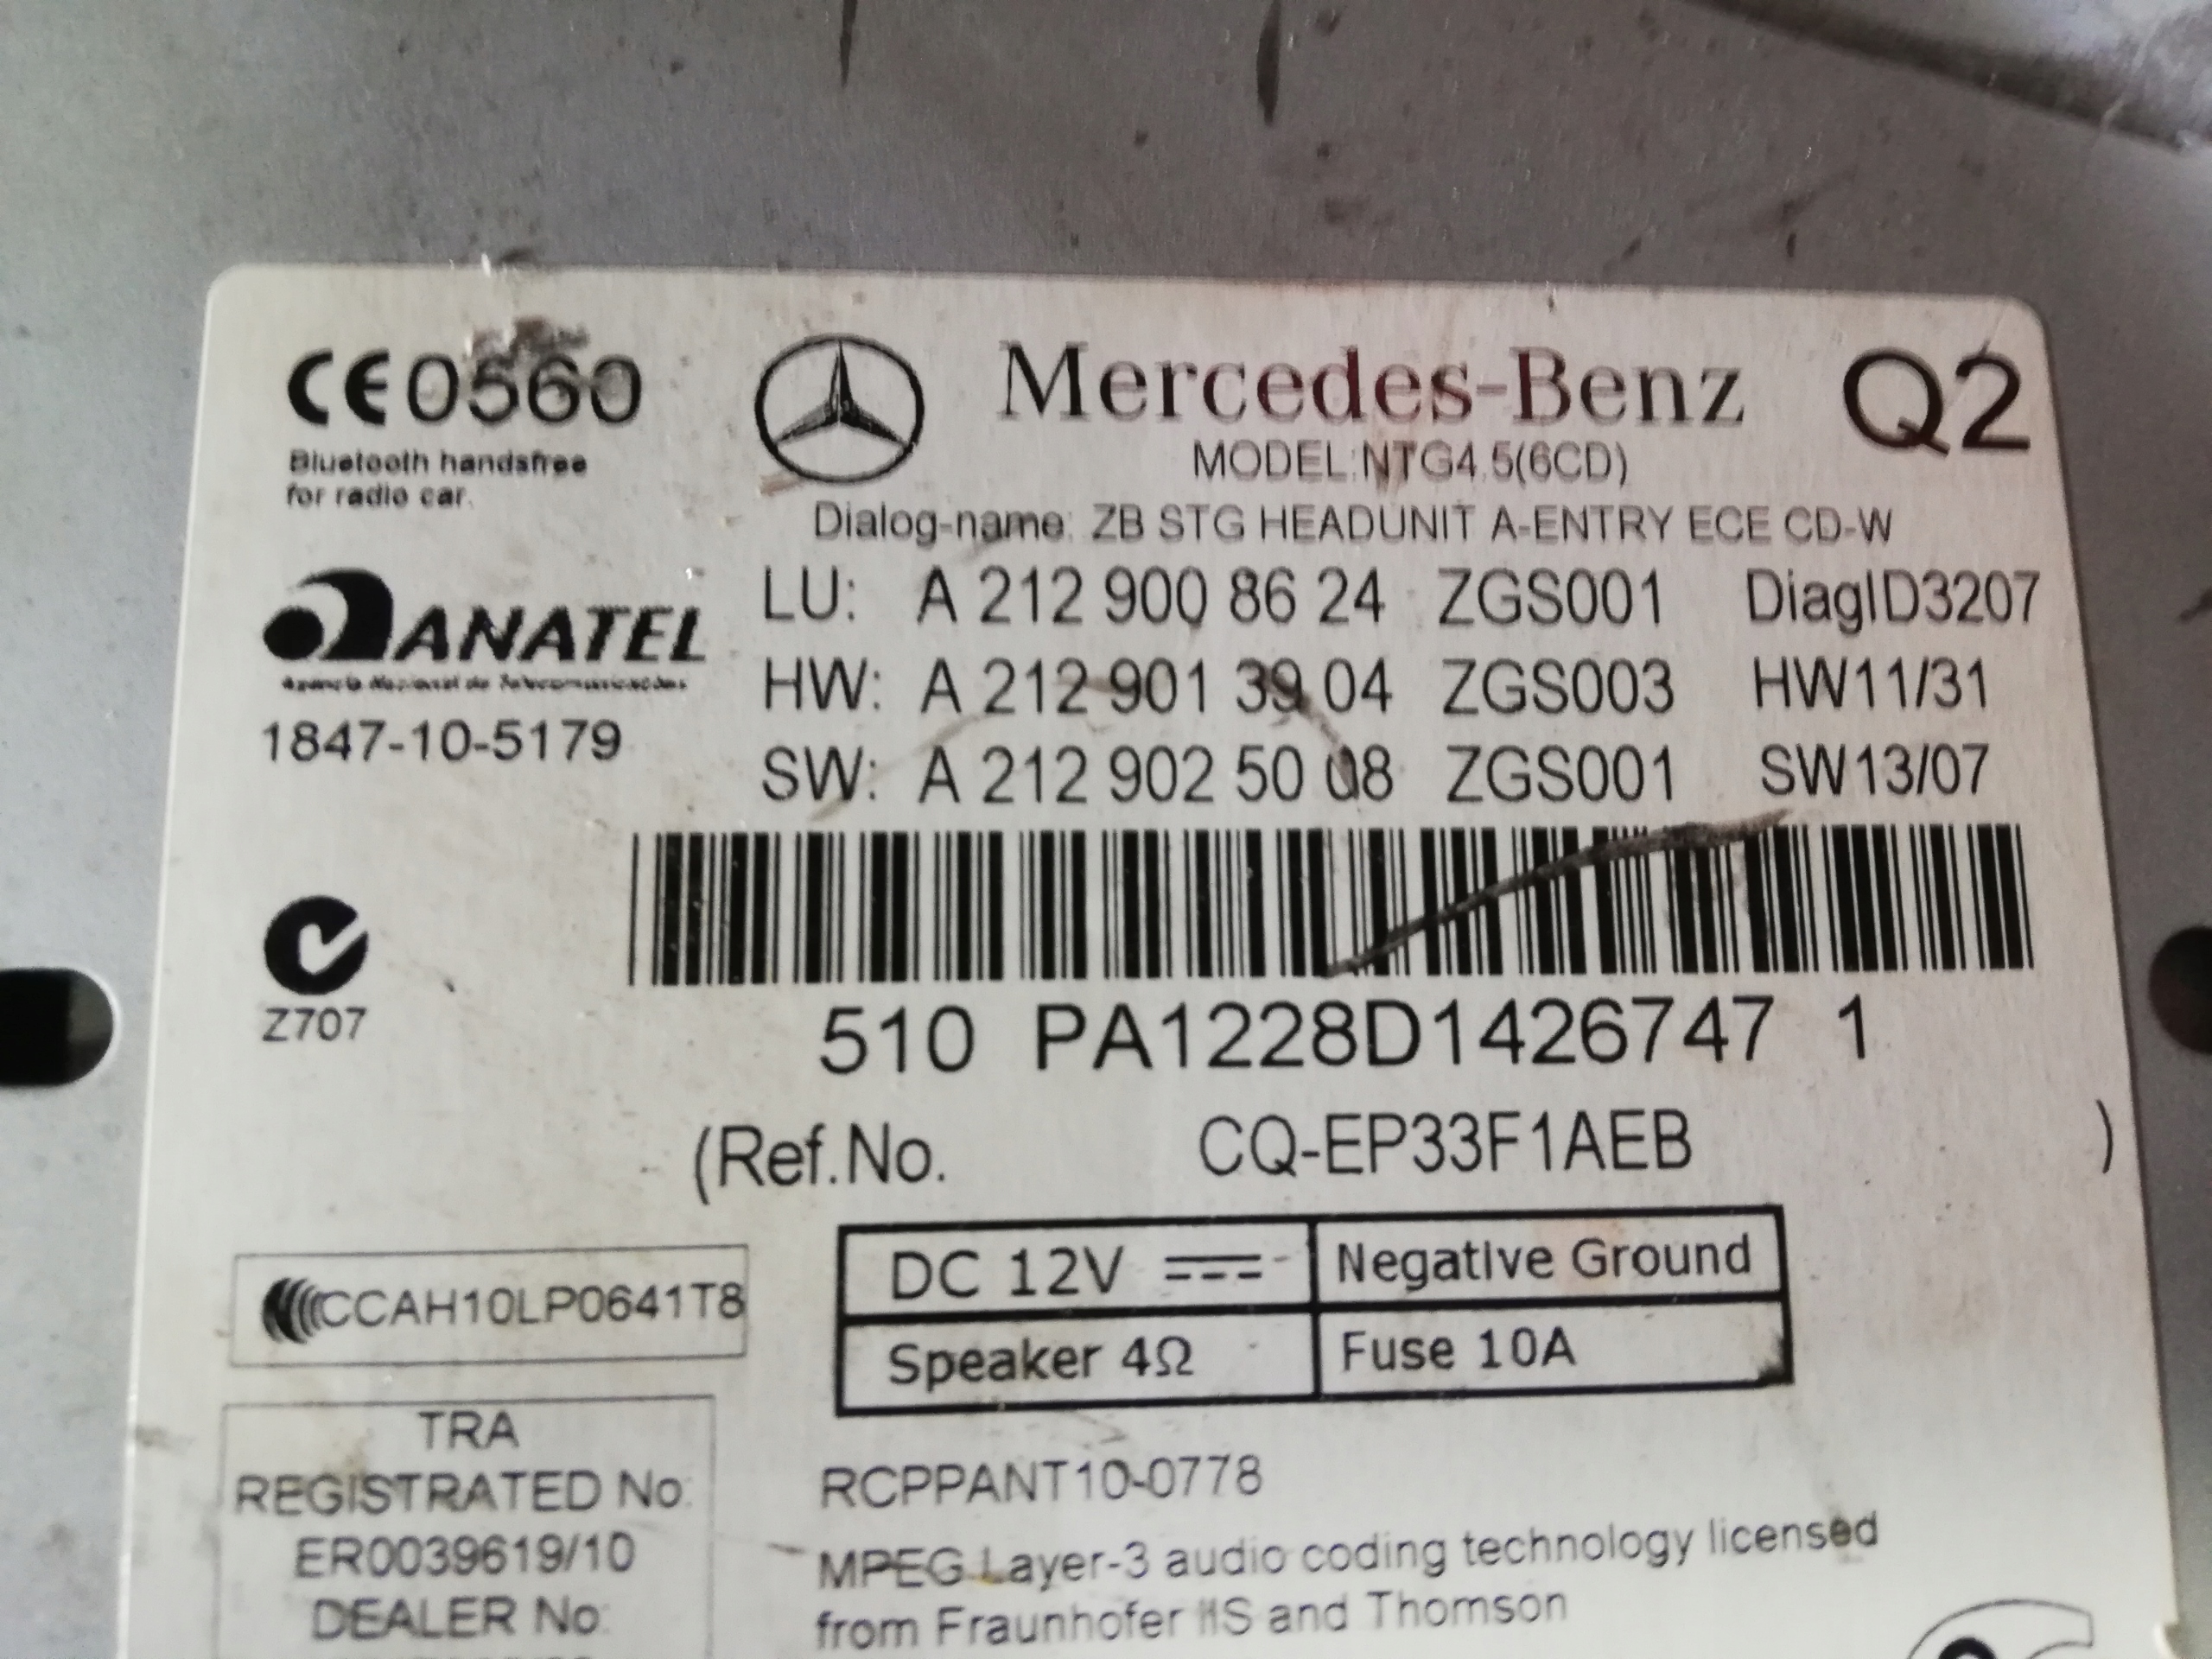 CE0560
Bluetooth handsfree
for radio car.
Mercedes-Benz
Q2
MODEL:NTG4.5(6CD)
Dialog-name: ZB STG HEADUNIT A-ENTRY ECE CD-W
ANATEL
Agencia Nacional de Telecomunicações
1847-10-5179
LU: A 212 900 86 24 ZGS001 DiagID3207
HW: A 212 901 39 04 ZGS003 HW11/31
SW: A 212 902 50 08 ZGS001 SW13/07
Z707
510 PA1228D1426747 1
(Ref.No. CQ-EP33F1AEB )
CCAH10LP0641T8
DC 12V Negative Ground
Speaker 4Ω Fuse 10A
TRA
REGISTRATED No:
ER0039619/10
DEALER No:
RCPPANT10-0778
MPEG Layer-3 audio coding technology licensed
from Fraunhofer IIS and Thomson